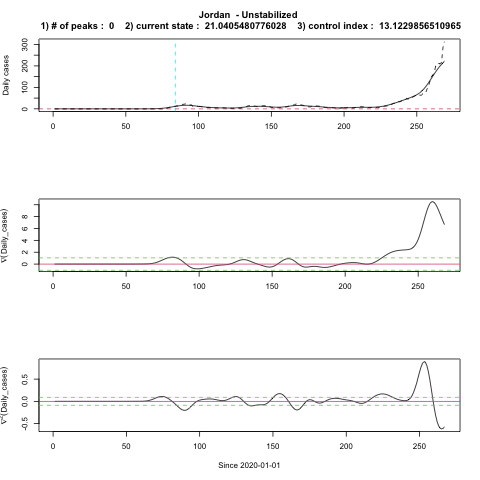 Jordan - Unstabilized
1) # of peaks : 0 2) current state : 21.0405480776028 3) control index : 13.1229856510965
Daily cases
300
200
100
0
0 50 100 150 200 250
∇(Daily_cases)
8
6
4
2
0
0 50 100 150 200 250
∇²(Daily_cases)
0.5
0.0
-0.5
0 50 100 150 200 250
Since 2020-01-01